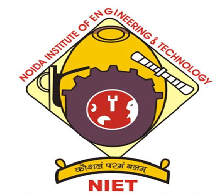 NOIDA INSTITUTE OF ENGINEERING & TECHNOLOGY
कौशलं परमं बलम्
NIET